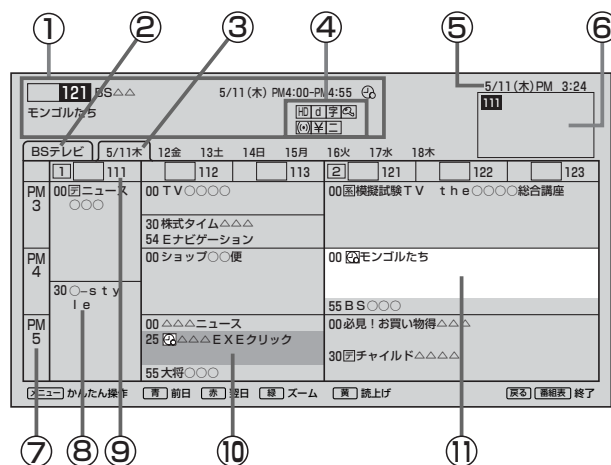 ① ② ③ ④ ⑤ ⑥
121 BS△△ 5/11(木) PM4:00-PM4:55
モンゴルたち
HD d 字
¥ 二
5/11(木)PM 3:24
111
BSテレビ 5/11木 12金 13土 14日 15月 16火 17水 18木
1 111 112 113 2 121 122 123
PM 3
00 デニュース○○○
00 TV○○○○
30 株式タイム△△△
54 Eナビゲーション
00 模擬試験TV the○○○○総合講座
PM 4
30 ○-style
00 ショップ○○便
00 モンゴルたち
55 BS○○○
PM 5
00 △△△ニュース
25 △△△EXEクリック
55 大将○○○
00 必見!お買い物得△△△
30 デチャイルド△△△△
メニュー かんたん操作 青 前日 赤 翌日 緑 ズーム 黄 読上げ 戻る 番組表 終了
⑦ ⑧ ⑨ ⑩ ⑪